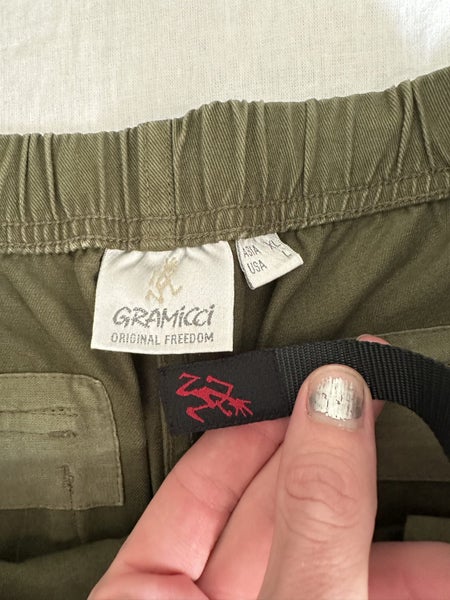 GRAMICCI
ORIGINAL FREEDOM
ASIA XL
USA L